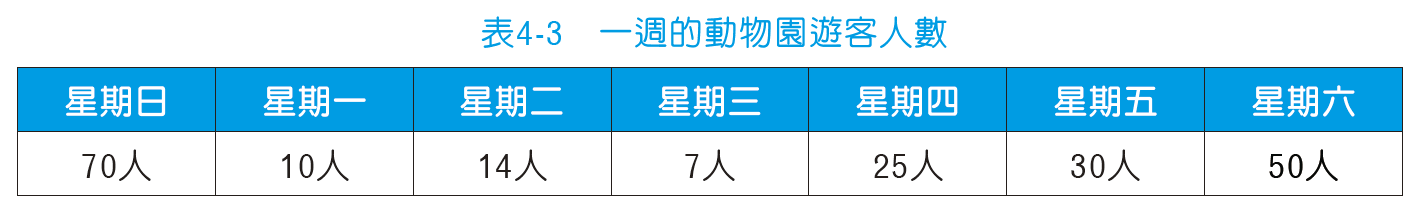 表4-3　一週的動物園遊客人數
星期日 星期一 星期二 星期三 星期四 星期五 星期六
70人 10人 14人 7人 25人 30人 50人